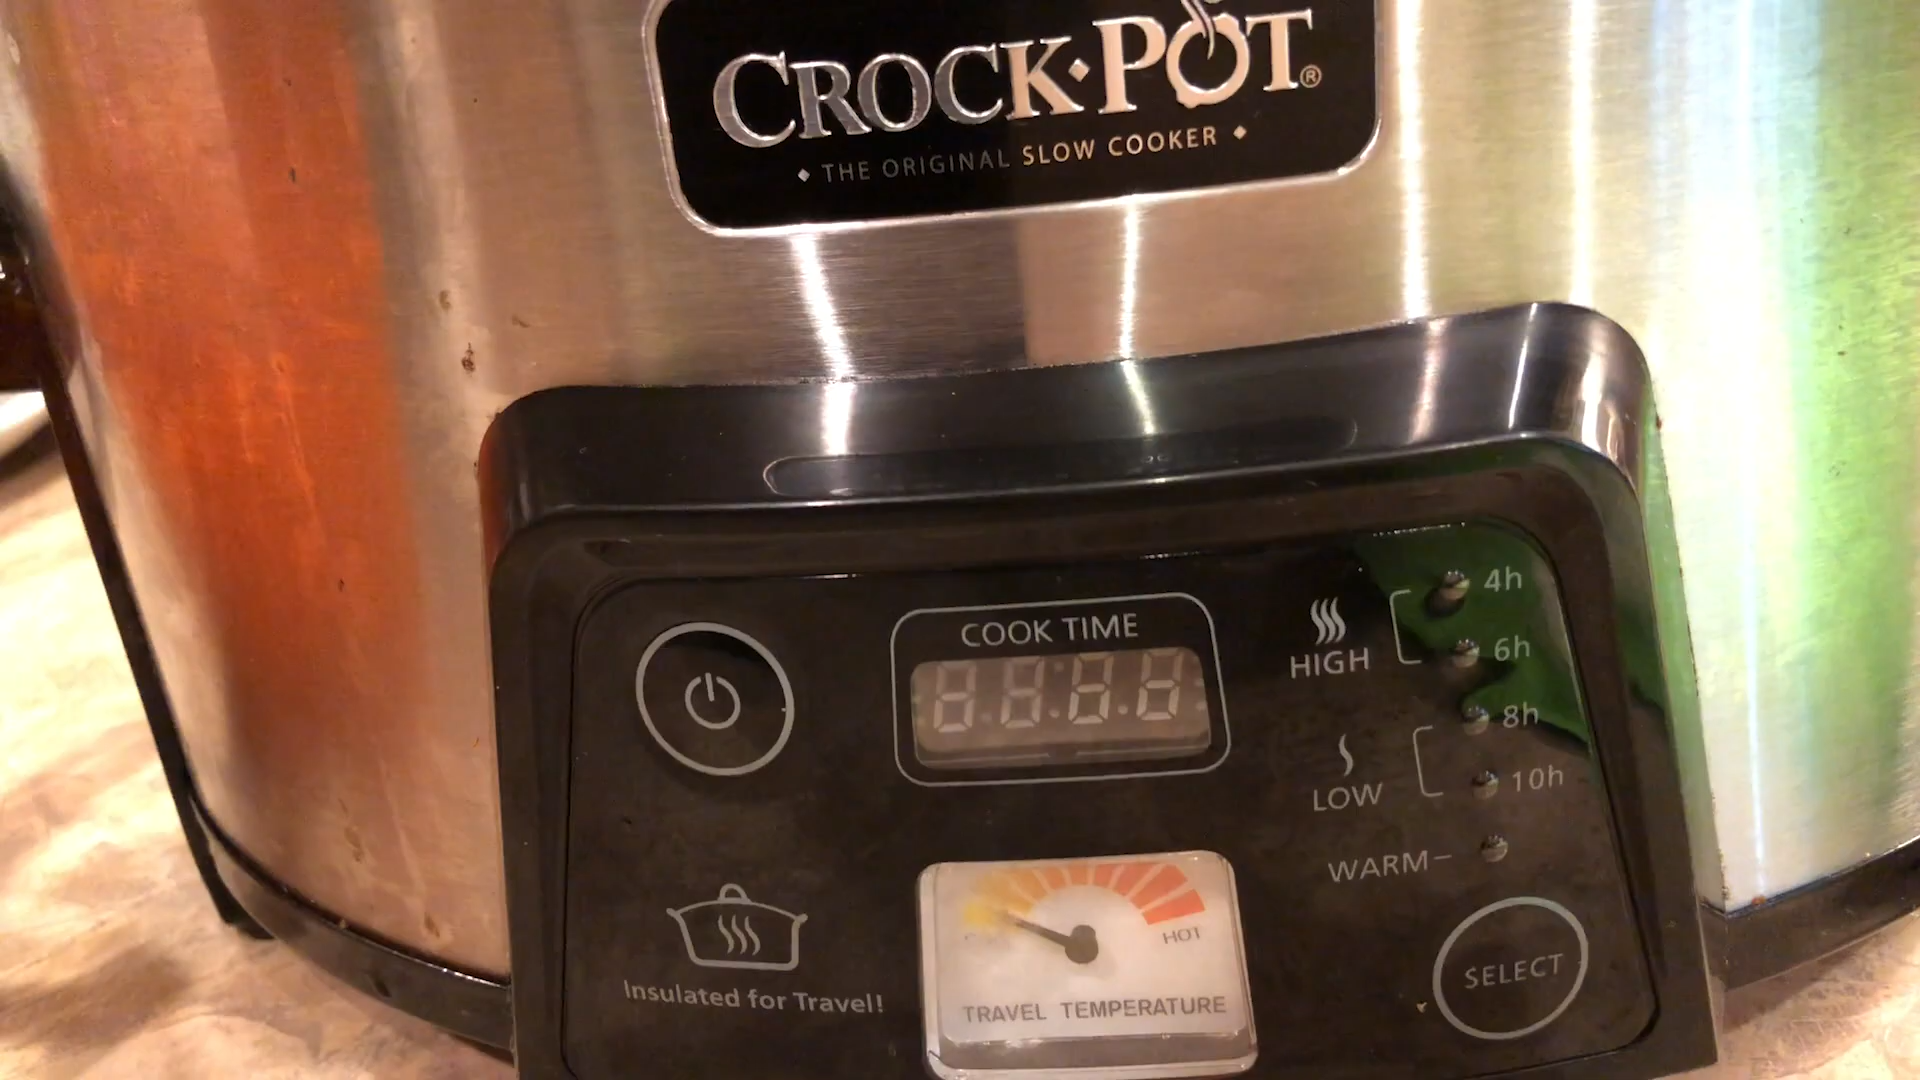 CROCK·POT®
THE ORIGINAL SLOW COOKER
COOK TIME
HIGH
4h
6h
8h
LOW
10h
WARM
HOT
TRAVEL TEMPERATURE
SELECT
Insulated for Travel!